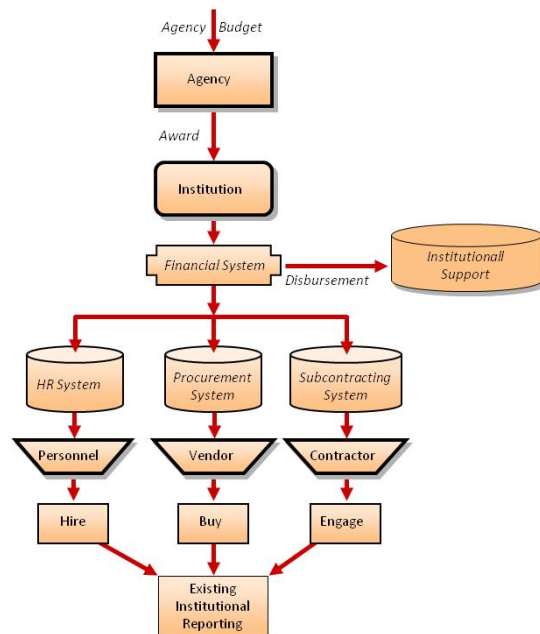 Agency Budget
Agency
Award
Institution
Financial System
Disbursement
Institutionall
Support
HR System
Procurement
System
Subcontracting
System
Personnel
Vendor
Contractor
Hire
Buy
Engage
Existing
Institutional
Reporting